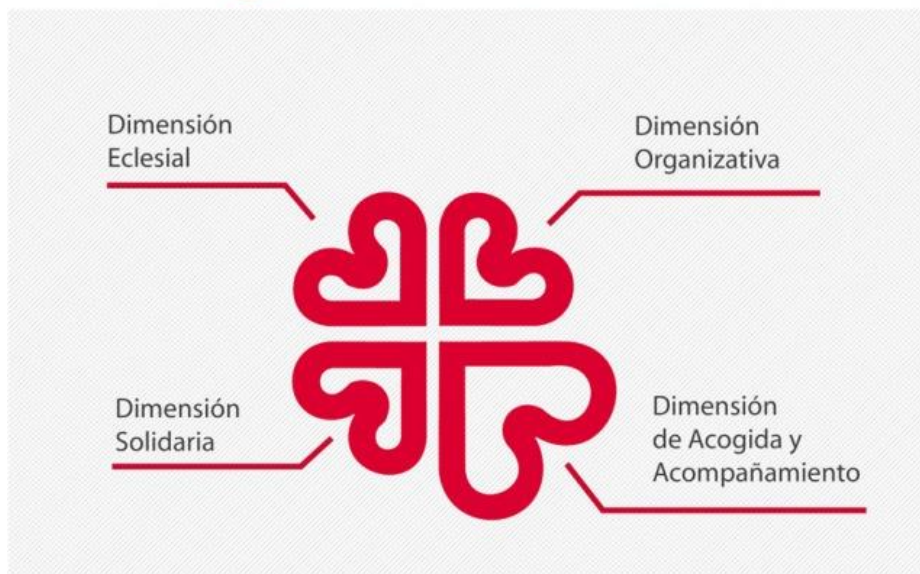 Dimensión
Eclesial
Dimensión
Organizativa
Dimensión
Solidaria
Dimensión
de Acogida y
Acompañamiento